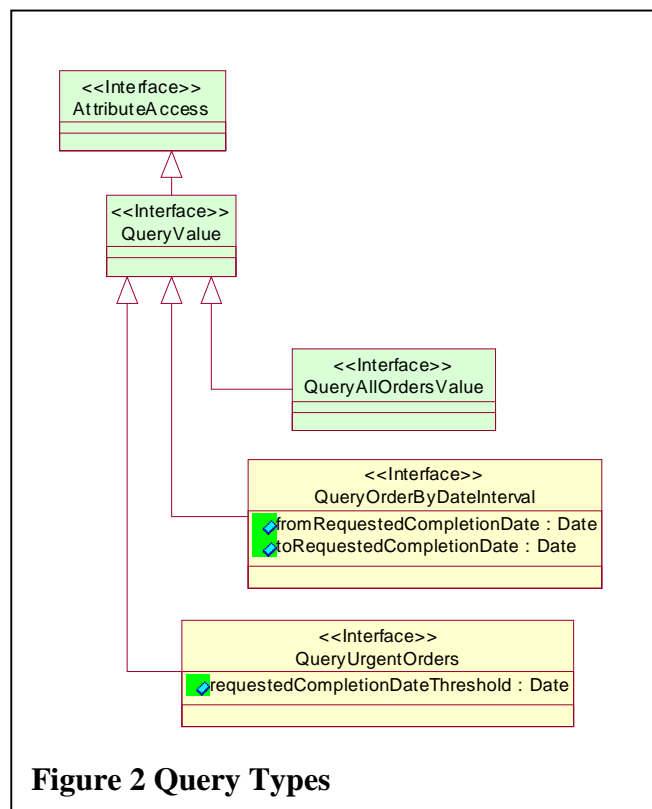 <<Interface>>
AttributeAccess
<<Interface>>
QueryValue
<<Interface>>
QueryAllOrdersValue
<<Interface>>
QueryOrderByDateInterval
fromRequestedCompletionDate : Date
toRequestedCompletionDate : Date
<<Interface>>
QueryUrgentOrders
requestedCompletionDateThreshold : Date
Figure 2 Query Types